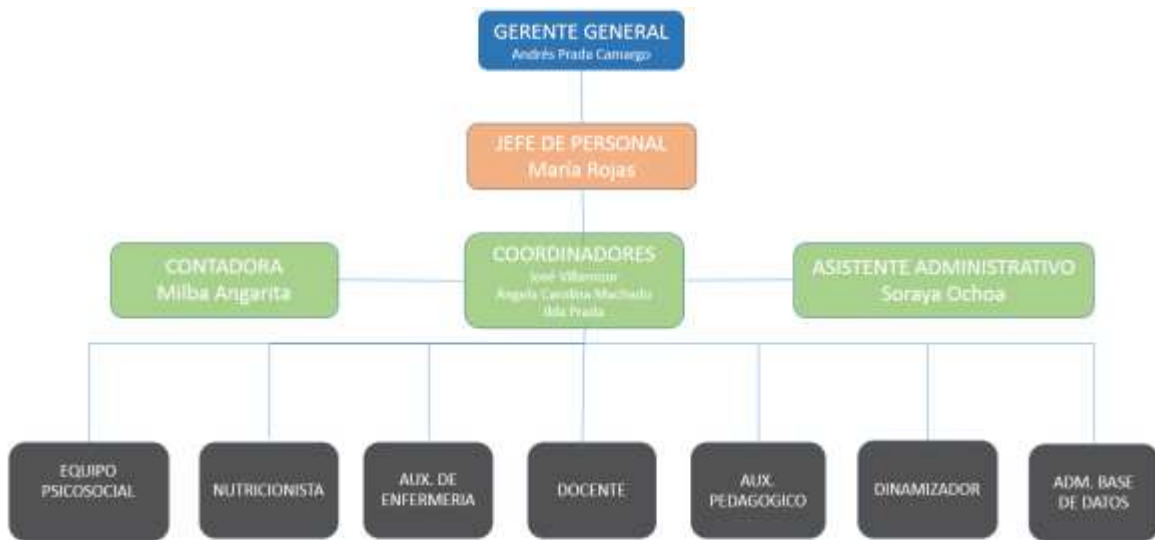 GERENTE GENERAL
Andrés Prada Camargo
JEFE DE PERSONAL
María Rojas
COORDINADORES
José Villamizar
Angela Carolina Machado
Ilda Prada
CONTADORA
Milba Angarita
ASISTENTE ADMINISTRATIVO
Soraya Ochoa
EQUIPO
PSICOSOCIAL
NUTRICIONISTA
AUX. DE
ENFERMERIA
DOCENTE
AUX.
PEDAGOGICO
DINAMIZADOR
ADM. BASE
DE DATOS